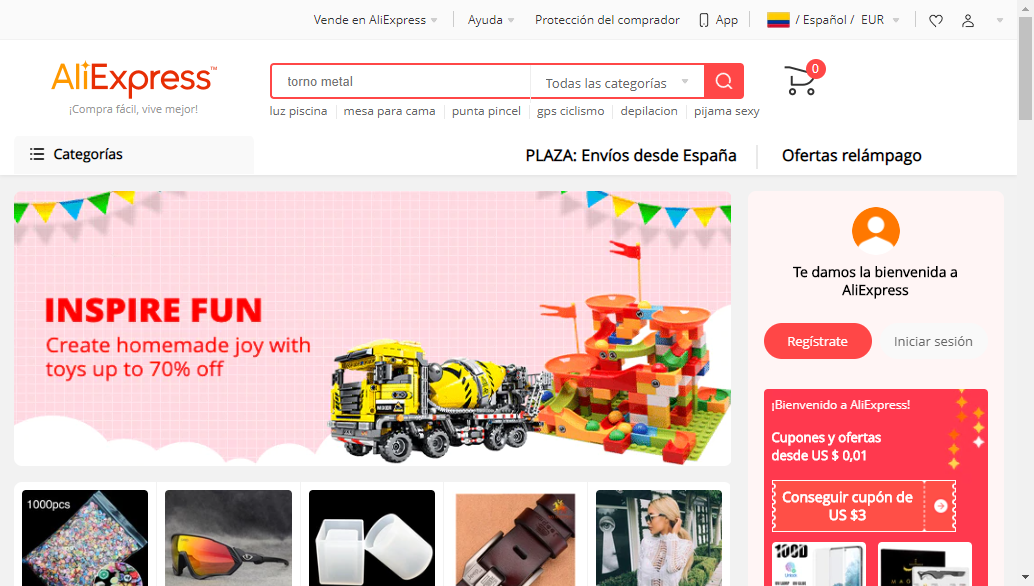 Vende en AliExpress
Ayuda
Protección del comprador
App
/ Español / EUR
AliExpress™
¡Compra fácil, vive mejor!
torno metal
Todas las categorías
0
luz piscina
mesa para cama
punta pincel
gps ciclismo
depilacion
pijama sexy
Categorías
PLAZA: Envíos desde España
Ofertas relámpago
INSPIRE FUN
Create homemade joy with
toys up to 70% off
Te damos la bienvenida a
AliExpress
Regístrate
Iniciar sesión
¡Bienvenido a AliExpress!
Cupones y ofertas
desde US $ 0,01
Conseguir cupón de
US $3
1000pcs